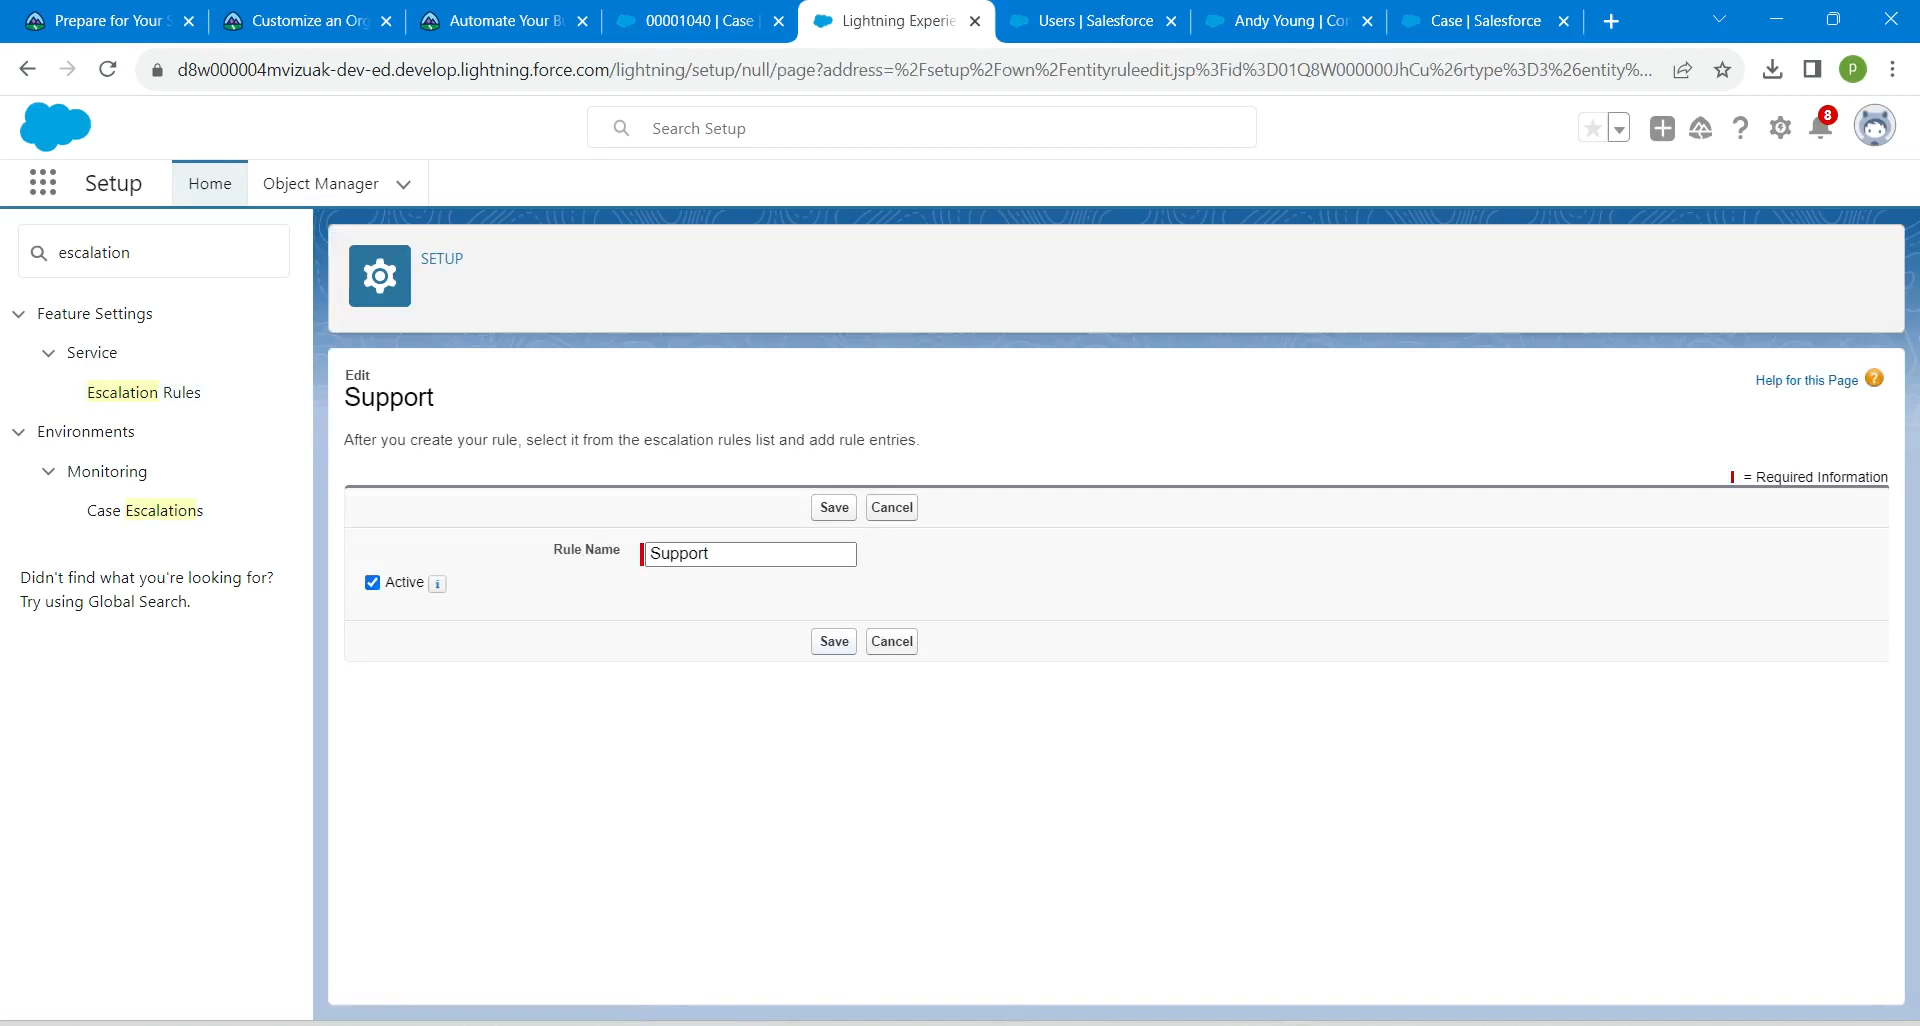 Prepare for Your S
Customize an Org
Automate Your Bu
00001040 | Case |
Lightning Experie
Users | Salesforce
Andy Young | Con
Case | Salesforce
d8w000004mvizuak-dev-ed.develop.lightning.force.com/lightning/setup/null/page?address=%2Fsetup%2Fown%2Fentityruleedit.jsp%3Fid%3D01Q8W000000JhCu%26rtype%3D3%26entity%...
P
Search Setup
8
Setup
Home
Object Manager
escalation
SETUP
Feature Settings
Service
Escalation Rules
Environments
Monitoring
Case Escalations
Didn't find what you're looking for?
Try using Global Search.
Edit
Support
Help for this Page ?
After you create your rule, select it from the escalation rules list and add rule entries.
= Required Information
Save Cancel
Rule Name Support
Active i
Save Cancel